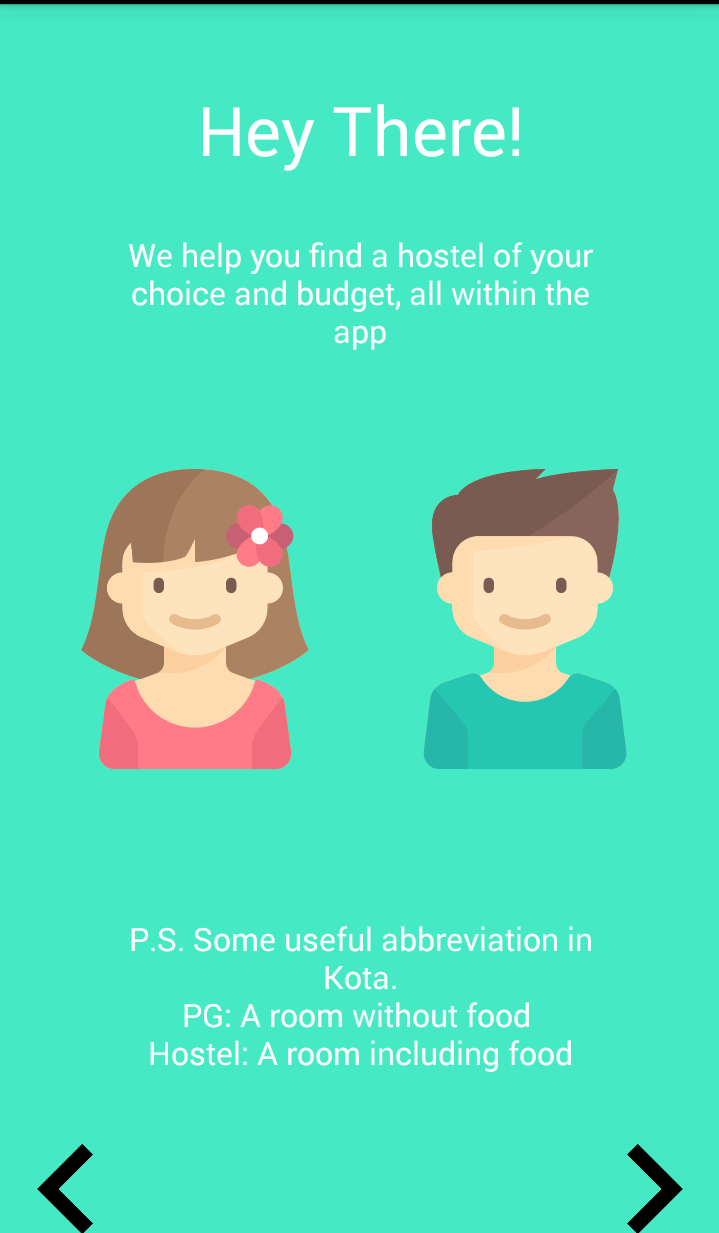 Hey There!
We help you find a hostel of your
choice and budget, all within the
app
P.S. Some useful abbreviation in
Kota.
PG: A room without food
Hostel: A room including food